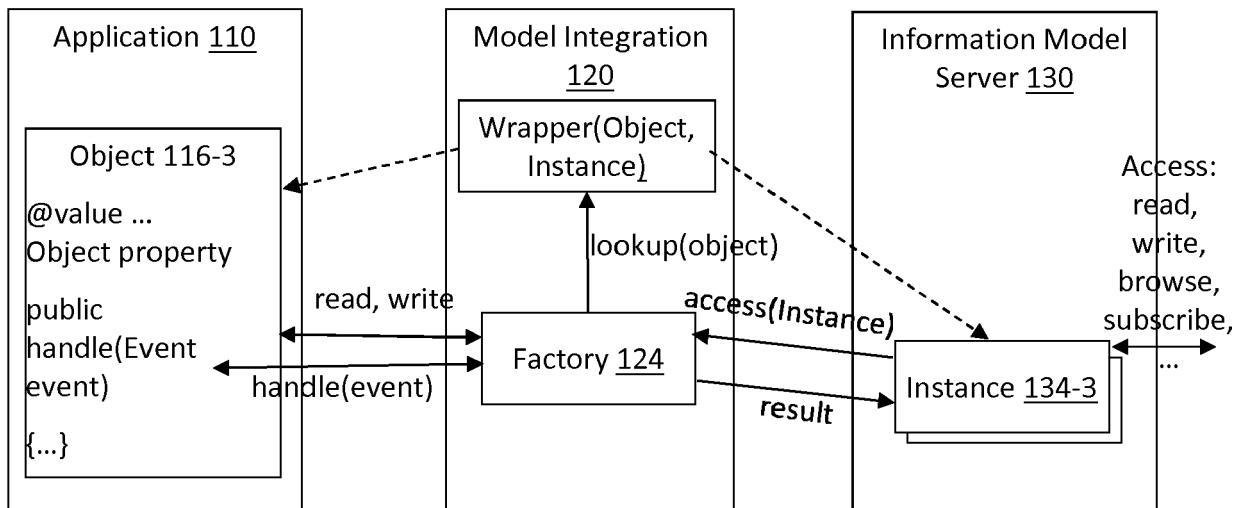 Application 110
Object 116-3
@value ...
Object property
public
handle(Event
event)
{...}
read, write
handle(event)
Model Integration
120
Wrapper(Object,
Instance)
lookup(object)
Factory 124
access(Instance)
result
Information Model
Server 130
Instance 134-3
Access:
read,
write,
browse,
subscribe,
...